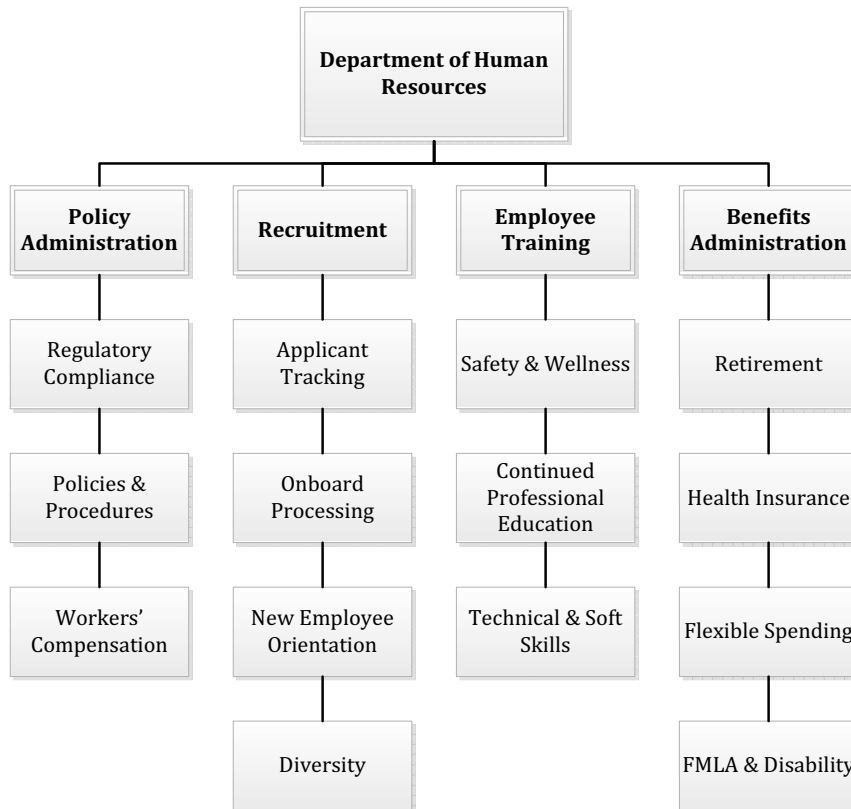 Department of Human
Resources
Policy
Administration
Recruitment
Employee
Training
Benefits
Administration
Regulatory
Compliance
Applicant
Tracking
Safety & Wellness
Retirement
Policies &
Procedures
Onboard
Processing
Continued
Professional
Education
Health Insurance
Workers’
Compensation
New Employee
Orientation
Technical & Soft
Skills
Flexible Spending
Diversity
FMLA & Disability